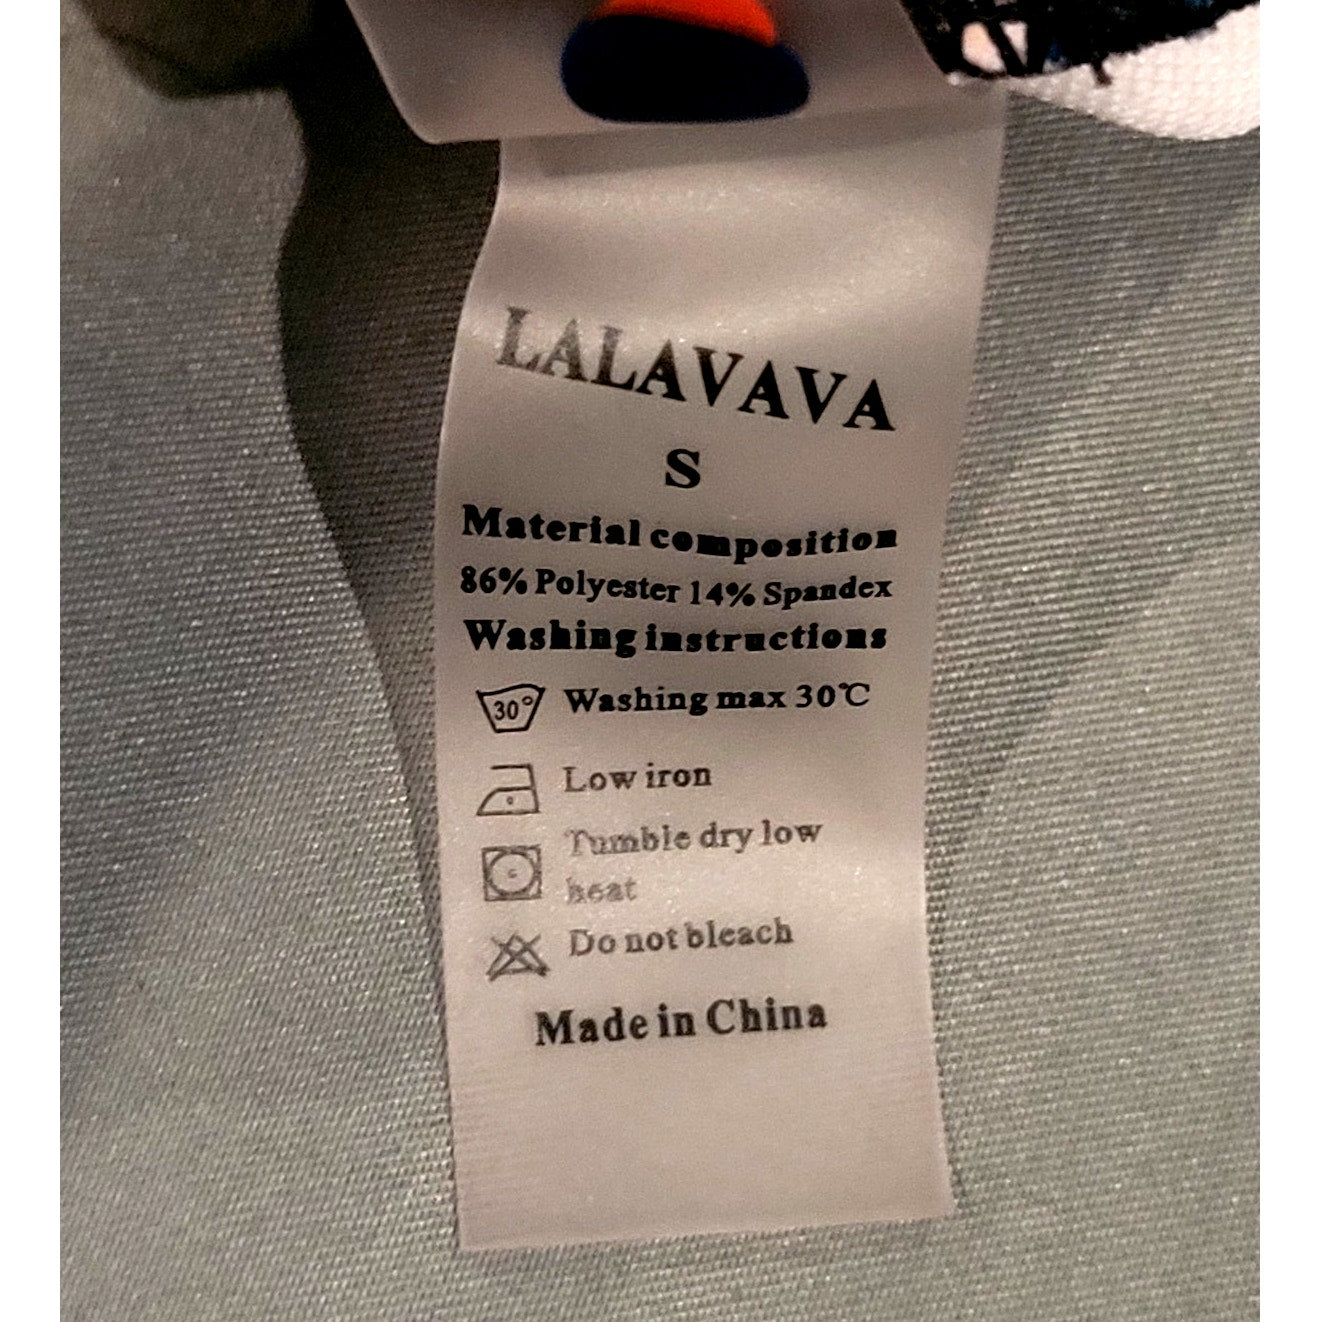 LALAVAVA
S
Material composition
86% Polyester 14% Spandex
Washing instructions
30° Washing max 30℃
Low iron
Tumble dry low
heat
Do not bleach
Made in China